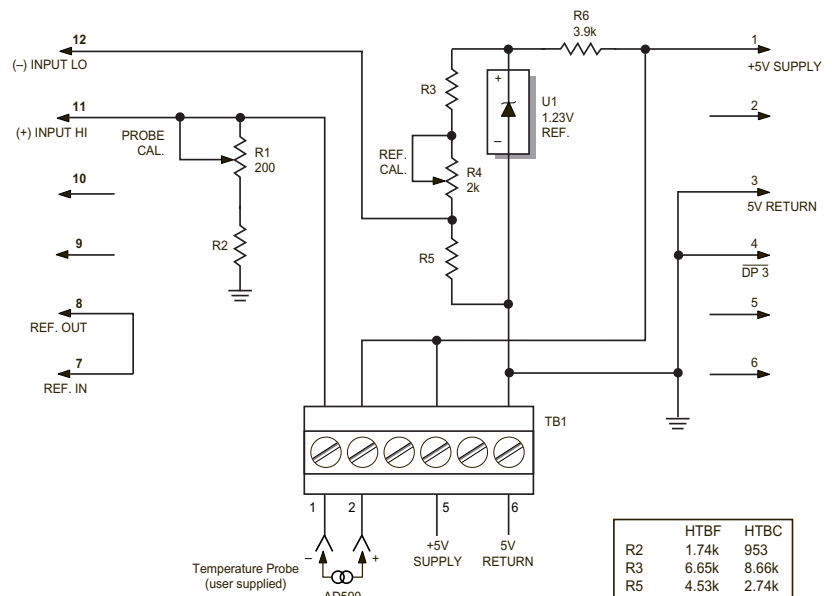 12
(–) INPUT LO
11
(+) INPUT HI
PROBE
CAL.
R1
200
10
R2
9
8
REF. OUT
7
REF. IN
R6
3.9k
R3
+
–
U1
1.23V
REF.
REF.
CAL.
R4
2k
R5
1
+5V SUPPLY
2
3
5V RETURN
4
DP 3
5
6
TB1
1
2
5
6
–
+
+5V
SUPPLY
5V
RETURN
Temperature Probe
(user supplied)
AD590
HTBF HTBC
R2 1.74k 953
R3 6.65k 8.66k
R5 4.53k 2.74k